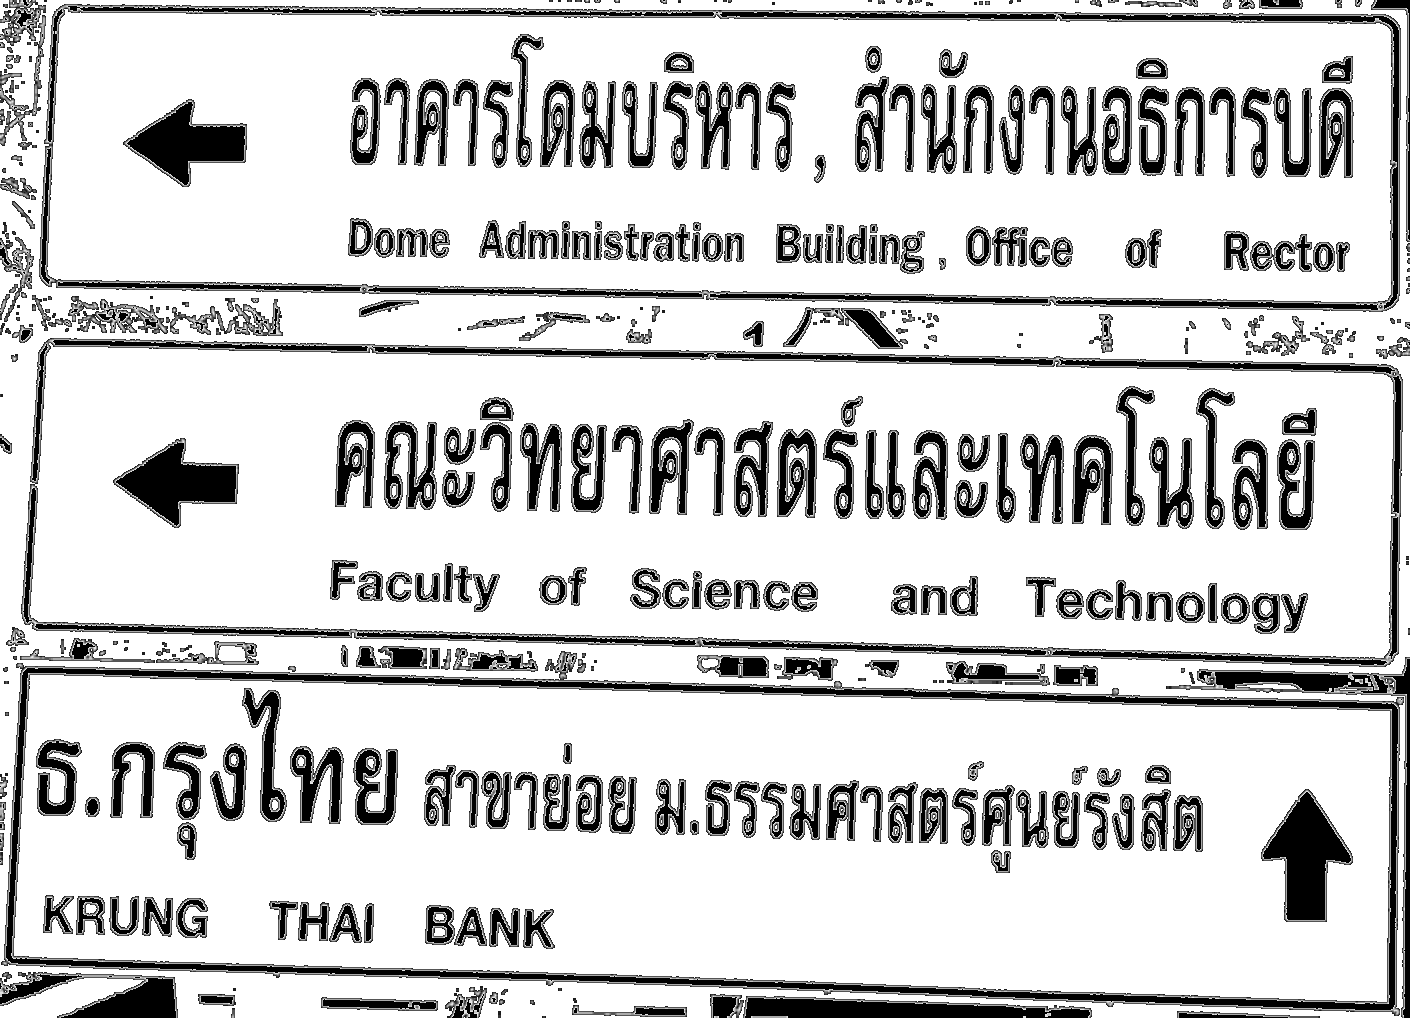 อาคารโดมบริหาร , สำนักงานอธิการบดี
Dome Administration Building , Office of Rector
คณะวิทยาศาสตร์และเทคโนโลยี
Faculty of Science and Technology
ธ.กรุงไทย สาขาย่อย ม.ธรรมศาสตร์ศูนย์รังสิต
KRUNG THAI BANK